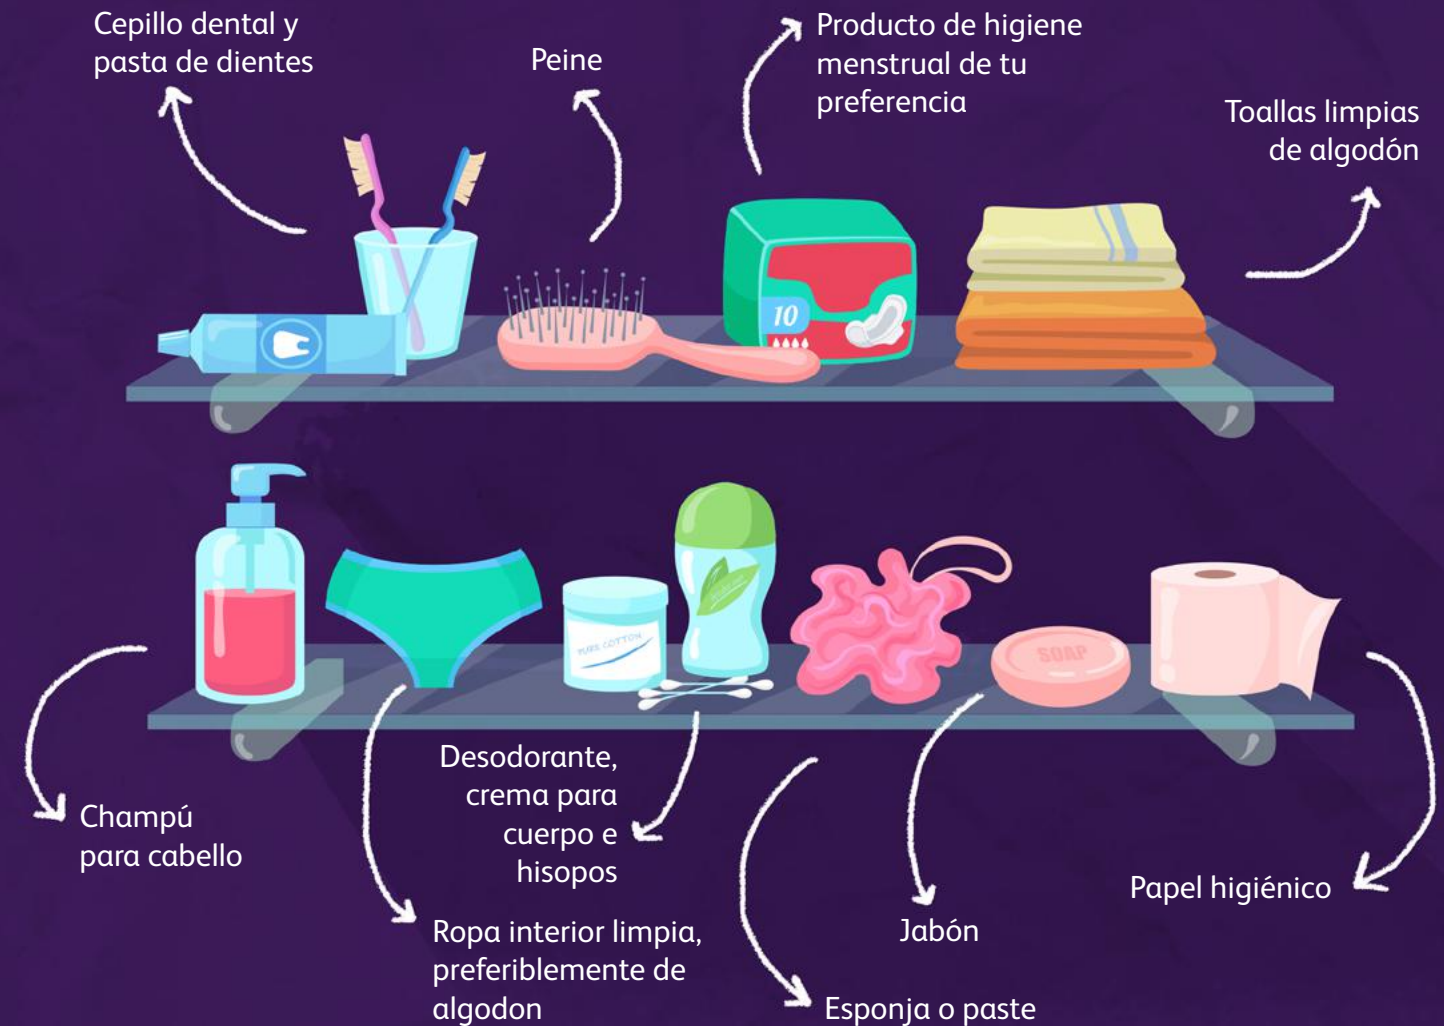 Cepillo dental y
pasta de dientes
Peine
Producto de higiene
menstrual de tu
preferencia
Toallas limpias
de algodón
10
PURE COTTON
SOAP
Champú
para cabello
Desodorante,
crema para
cuerpo e
hisopos
Ropa interior limpia,
preferiblemente de
algodon
Jabón
Esponja o paste
Papel higiénico